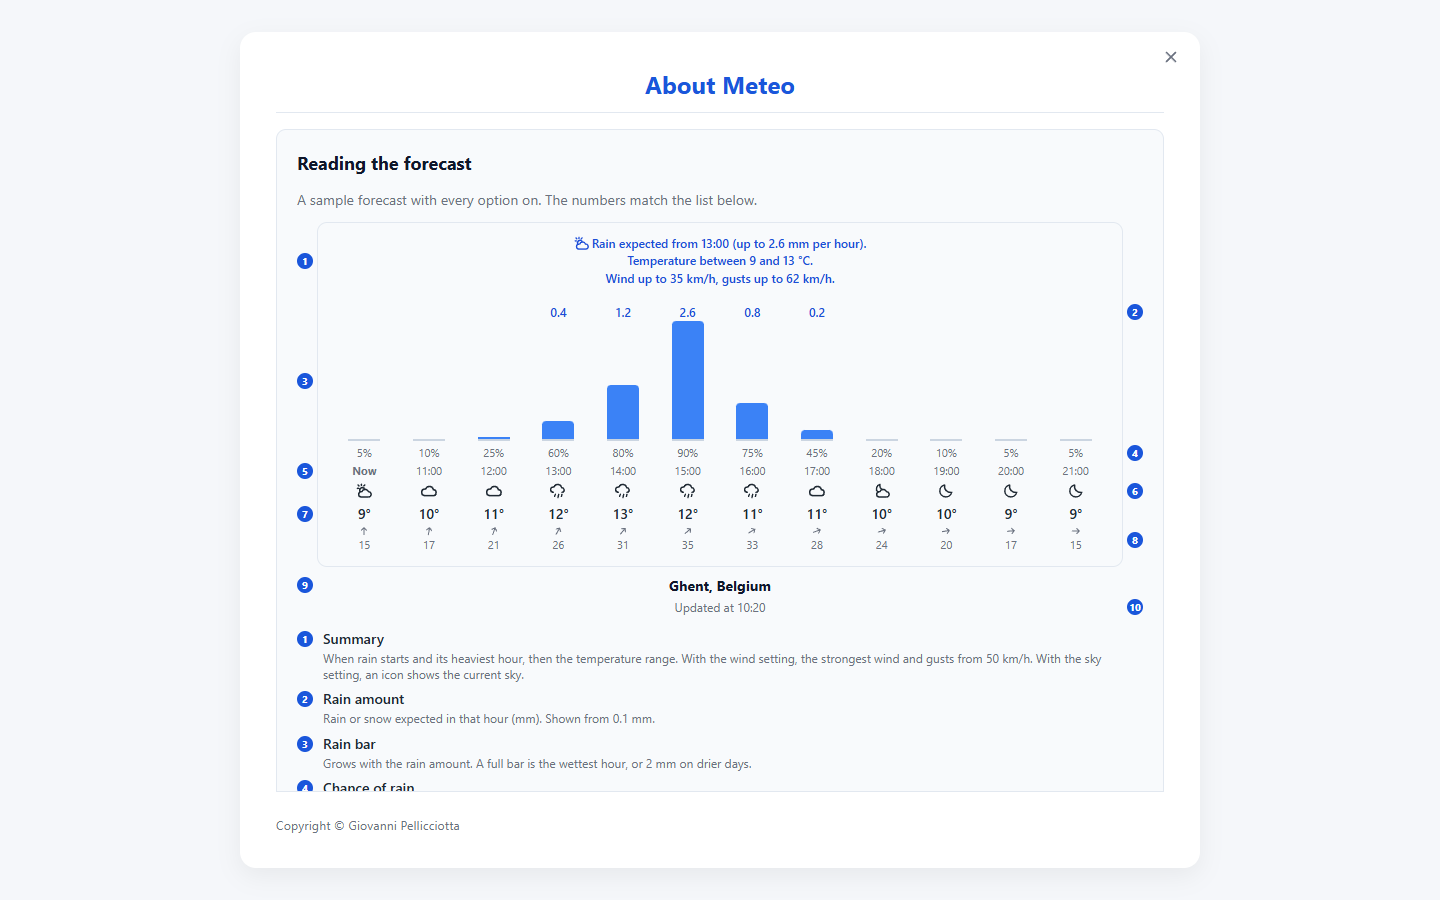 About Meteo
Reading the forecast
A sample forecast with every option on. The numbers match the list below.
1
Rain expected from 13:00 (up to 2.6 mm per hour).
Temperature between 9 and 13 °C.
Wind up to 35 km/h, gusts up to 62 km/h.
0.4 1.2 2.6 0.8 0.2
2
3
5% 10% 25% 60% 80% 90% 75% 45% 20% 10% 5% 5%
4
5
Now 11:00 12:00 13:00 14:00 15:00 16:00 17:00 18:00 19:00 20:00 21:00
6
7
9° 10° 11° 12° 13° 12° 11° 11° 10° 10° 9° 9°
15 17 21 26 31 35 33 28 24 20 17 15
8
9
Ghent, Belgium
Updated at 10:20
10
1 Summary
When rain starts and its heaviest hour, then the temperature range. With the wind setting, the strongest wind and gusts from 50 km/h. With the sky
setting, an icon shows the current sky.
2 Rain amount
Rain or snow expected in that hour (mm). Shown from 0.1 mm.
3 Rain bar
Grows with the rain amount. A full bar is the wettest hour, or 2 mm on drier days.
4 Chance of rain
Copyright © Giovanni Pellicciotta